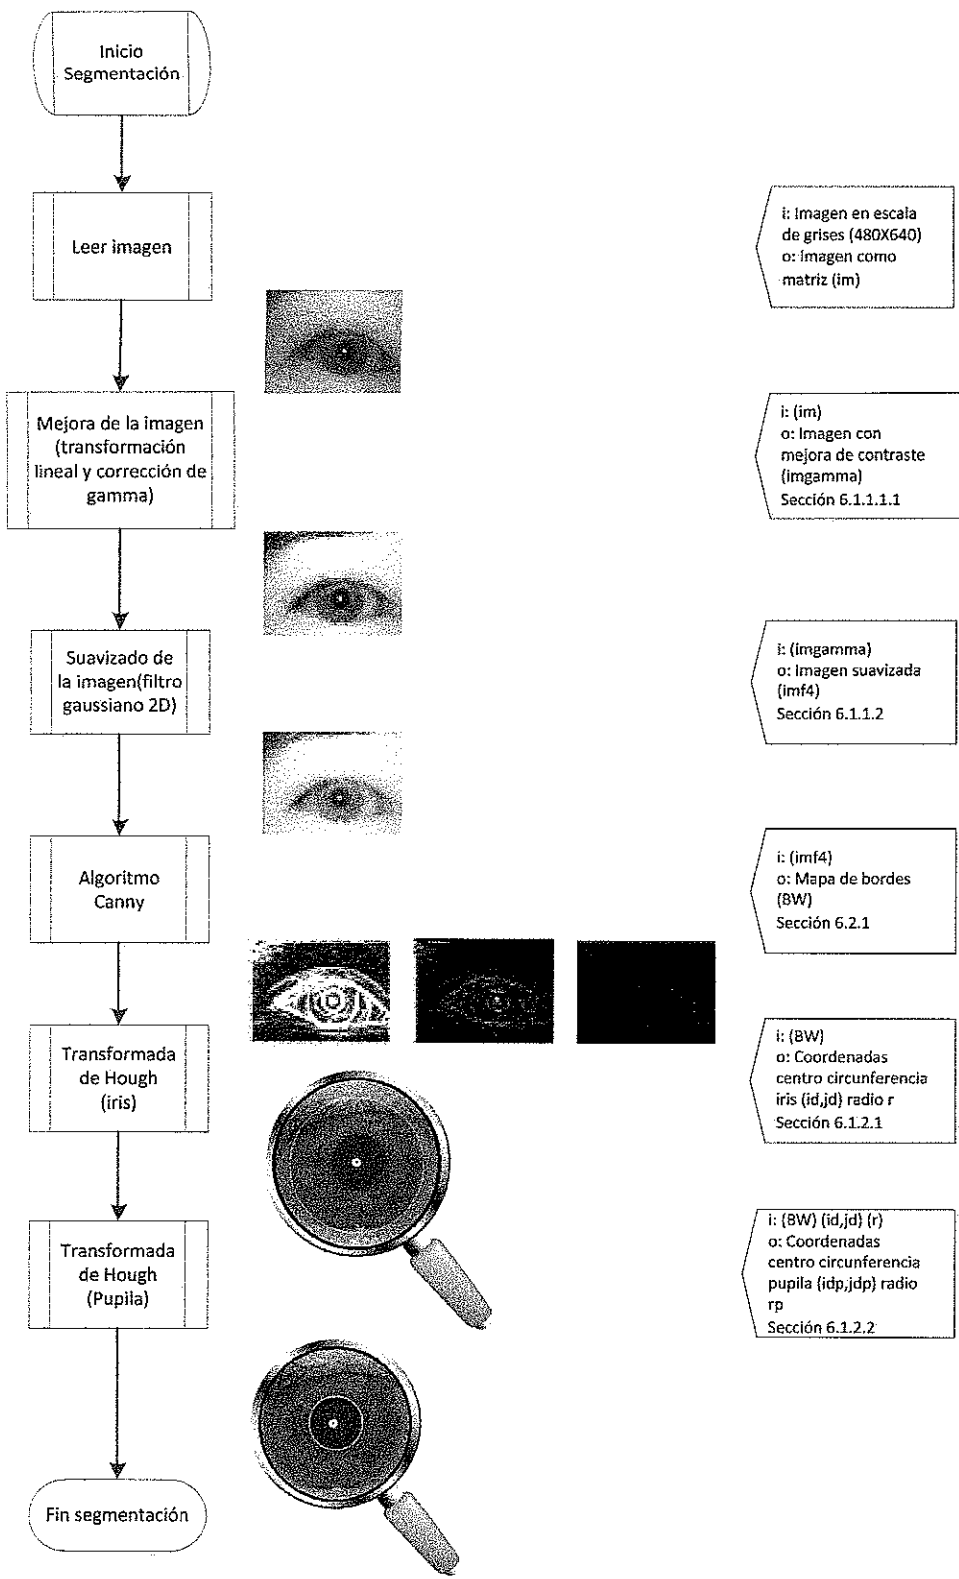 Inicio
Segmentación
Leer imagen
i: Imagen en escala
de grises (480X640)
o: Imagen como
matriz (im)
Mejora de la imagen
(transformación
lineal y corrección de
gamma)
i: (im)
o: Imagen con
mejora de contraste
(imgamma)
Sección 6.1.1.1.1
Suavizado de
la imagen(filtro
gaussiano 2D)
i: (imgamma)
o: Imagen suavizada
(imf4)
Sección 6.1.1.2
Algoritmo
Canny
i: (imf4)
o: Mapa de bordes
(BW)
Sección 6.2.1
Transformada
de Hough
(iris)
i: (BW)
o: Coordenadas
centro circunferencia
iris (id,jd) radio r
Sección 6.1.2.1
Transformada
de Hough
(Pupila)
i: (BW) (id,jd) (r)
o: Coordenadas
centro circunferencia
pupila (idp,jdp) radio
rp
Sección 6.1.2.2
Fin segmentación